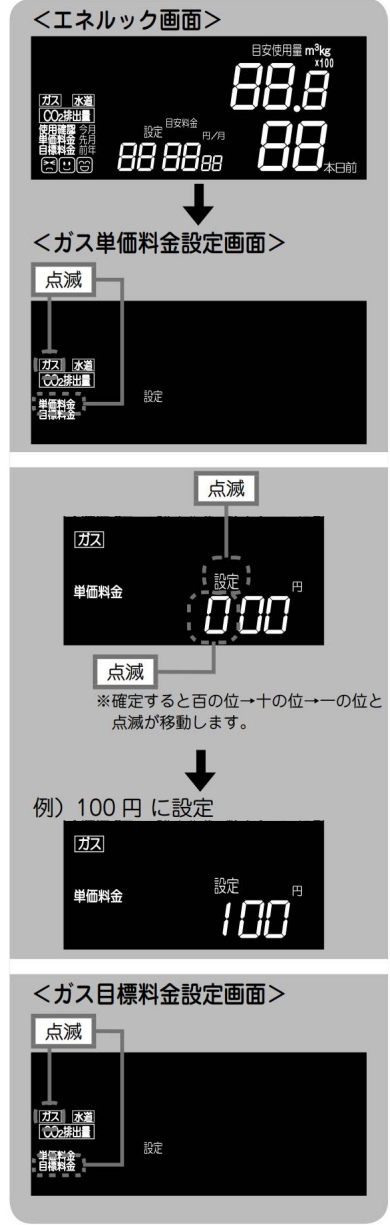 ＜エネルック画面＞
目安使用量 m³kg
x100
88.8
ガス 水道
CO₂排出量
使用確認 今月
単価料金 先月
目標料金 前年
設定 目安料金 円/月
88 8888
88 本日前
＜ガス単価料金設定画面＞
点滅
ガス 水道
CO₂排出量
単価料金
目標料金
設定
点滅
ガス
設定
単価料金
円
000
点滅
※確定すると百の位→十の位→一の位と
点滅が移動します。
例）100 円 に設定
ガス
設定
単価料金
円
100
＜ガス目標料金設定画面＞
点滅
ガス 水道
CO₂排出量
単価料金
目標料金
設定